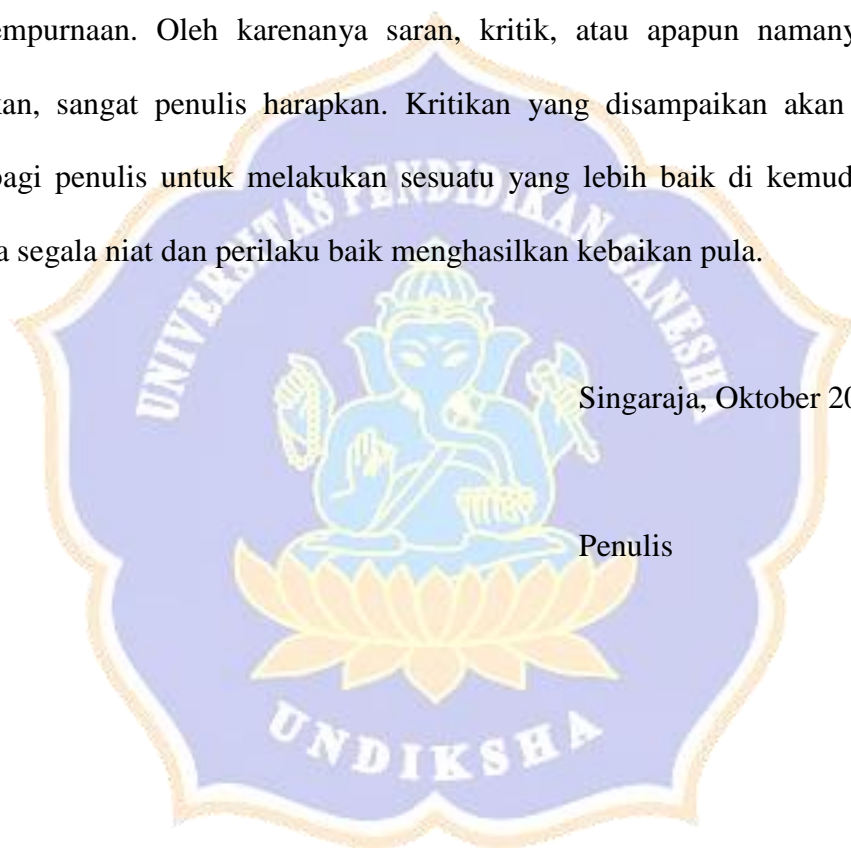 empurnaan. Oleh karenanya saran, kritik, atau apapun namany
kan, sangat penulis harapkan. Kritikan yang disampaikan akan
bagi penulis untuk melakukan sesuatu yang lebih baik di kemud
a segala niat dan perilaku baik menghasilkan kebaikan pula.
UNIVERSITAS PENDIDIKAN GANESHA
Singaraja, Oktober 20
Penulis
UNDIKSHA